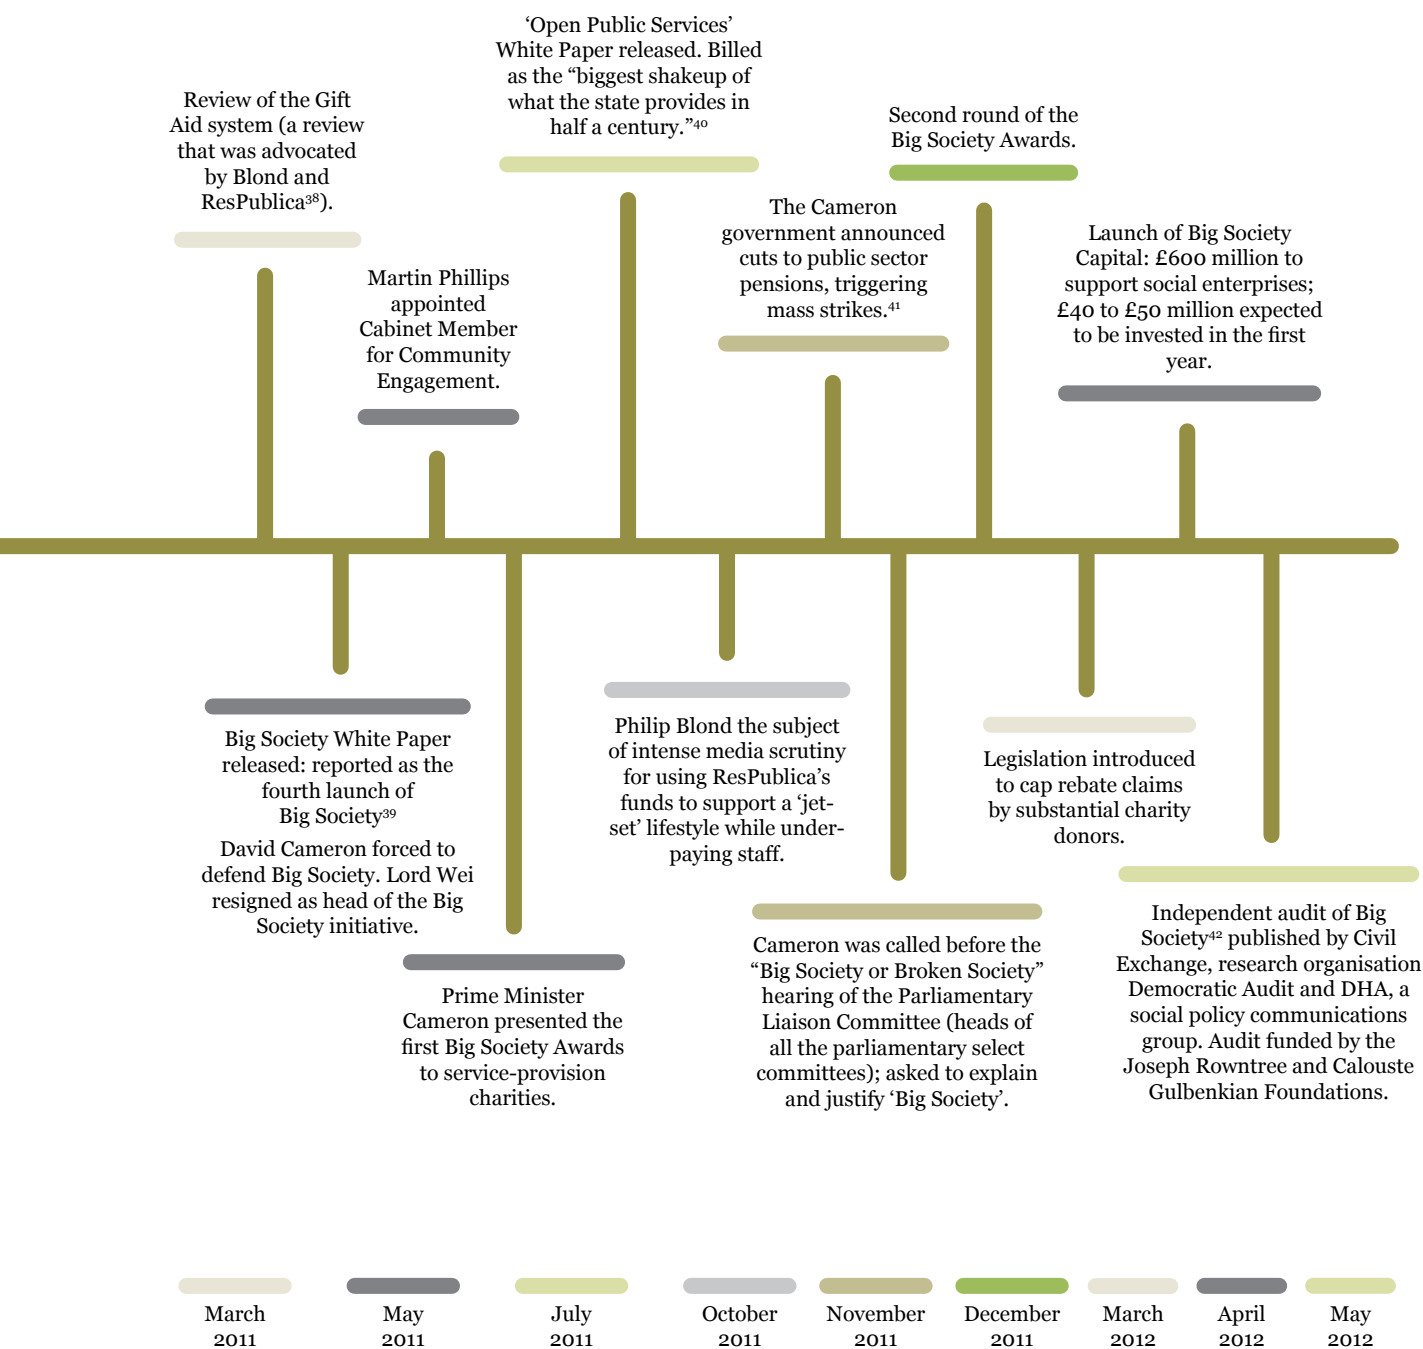 Review of the Gift
Aid system (a review
that was advocated
by Blond and
ResPublica³⁸).
Martin Phillips
appointed
Cabinet Member
for Community
Engagement.
‘Open Public Services’
White Paper released. Billed
as the “biggest shakeup of
what the state provides in
half a century.”⁴⁰
The Cameron
government announced
cuts to public sector
pensions, triggering
mass strikes.⁴¹
Second round of the
Big Society Awards.
Launch of Big Society
Capital: £600 million to
support social enterprises;
£40 to £50 million expected
to be invested in the first
year.
Big Society White Paper
released: reported as the
fourth launch of
Big Society³⁹
David Cameron forced to
defend Big Society. Lord Wei
resigned as head of the Big
Society initiative.
Prime Minister
Cameron presented the
first Big Society Awards
to service-provision
charities.
Philip Blond the subject
of intense media scrutiny
for using ResPublica’s
funds to support a ‘jet-
set’ lifestyle while under-
paying staff.
Cameron was called before the
“Big Society or Broken Society”
hearing of the Parliamentary
Liaison Committee (heads of
all the parliamentary select
committees); asked to explain
and justify ‘Big Society’.
Legislation introduced
to cap rebate claims
by substantial charity
donors.
Independent audit of Big
Society⁴² published by Civil
Exchange, research organisation
Democratic Audit and DHA, a
social policy communications
group. Audit funded by the
Joseph Rowntree and Calouste
Gulbenkian Foundations.
March
2011
May
2011
July
2011
October
2011
November
2011
December
2011
March
2012
April
2012
May
2012